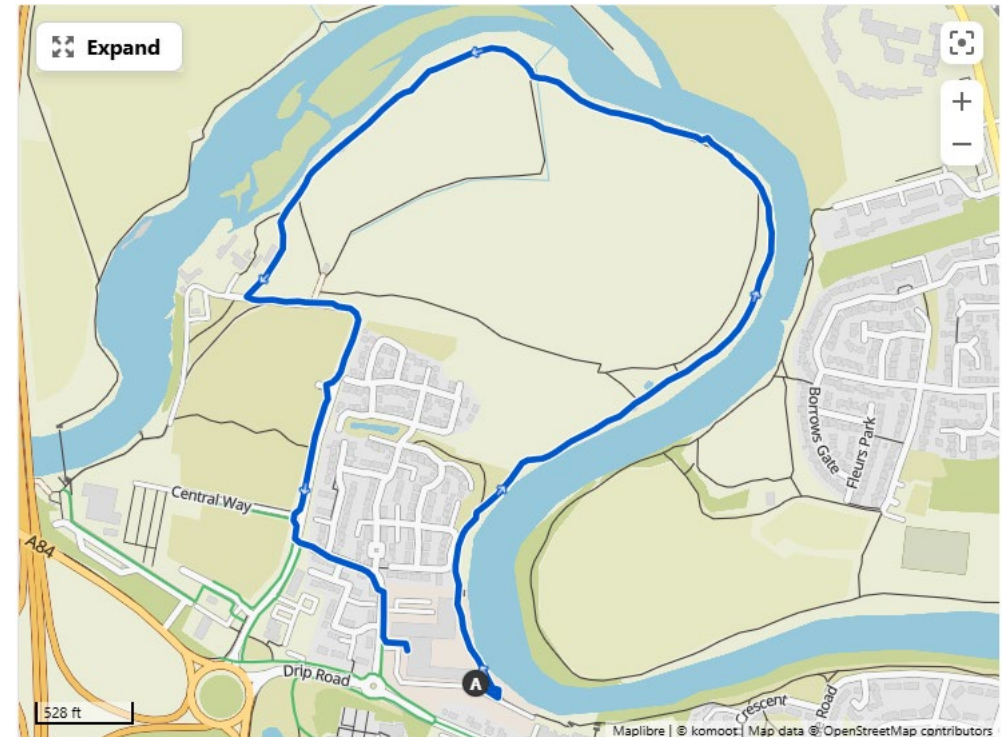 Expand
+
−
Borrows Gate
Fleurs Park
Central Way
A84
Drip Road
A
528 ft
Crescent
Road
Maplibre | © komoot | Map data © OpenStreetMap contributors